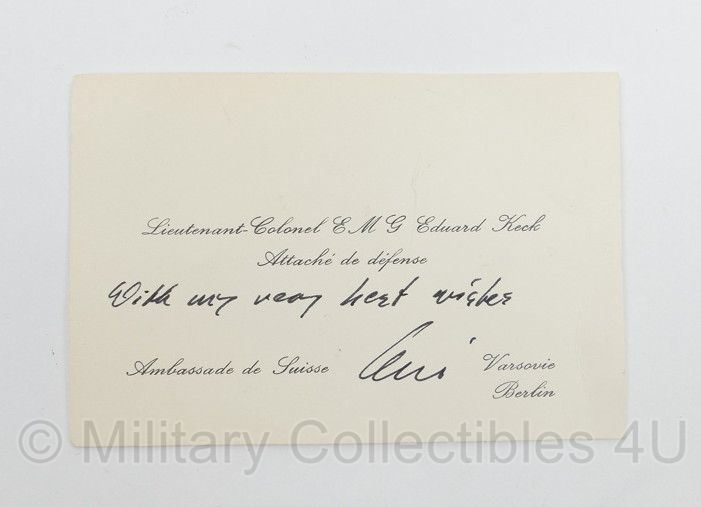 Lieutenant-Colonel E M G Eduard Keck
Attaché de défense
With my very best wishes
Ambassade de Suisse
Varsovie
Berlin
© Military Collectibles 4U